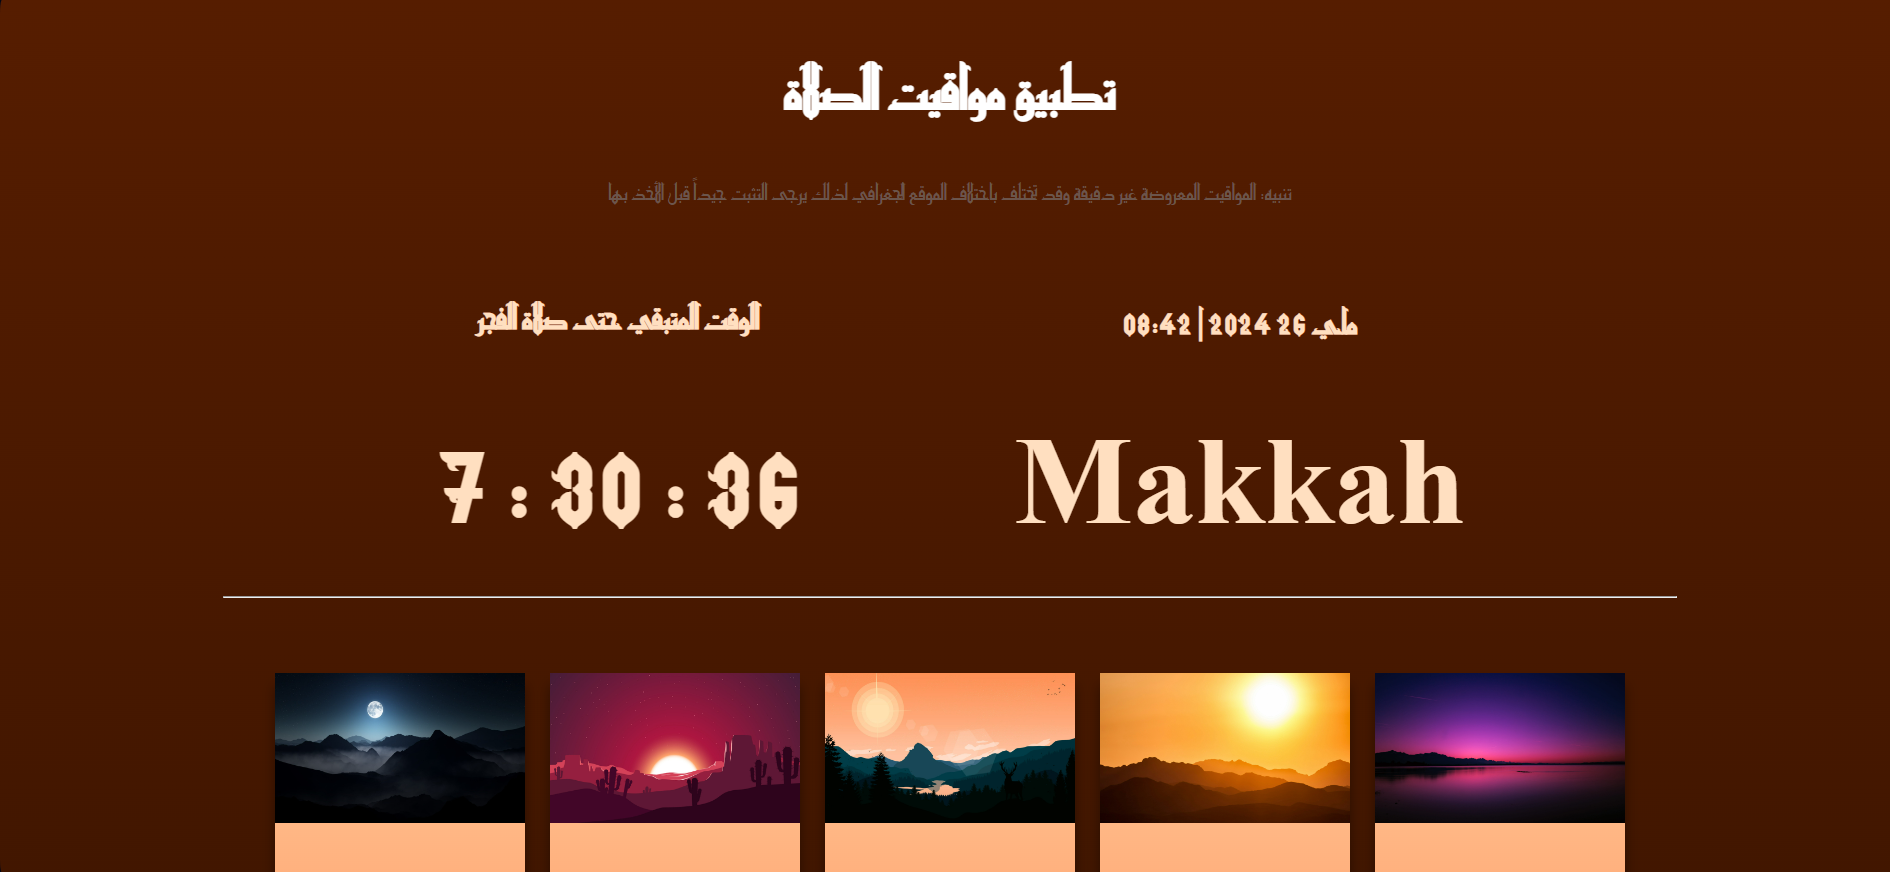 تطبيق مواقيت الصلاة
تنبيه: المواقيت المعروضة غير دقيقة وقد تختلف باختلاف الموقع الجغرافي لذلك يرجى التثبت جيداً قبل الأخذ بها
ماي 26 2024 | 08:42
الوقت المتبقي حتى صلاة الفجر
Makkah
7 : 30 : 36